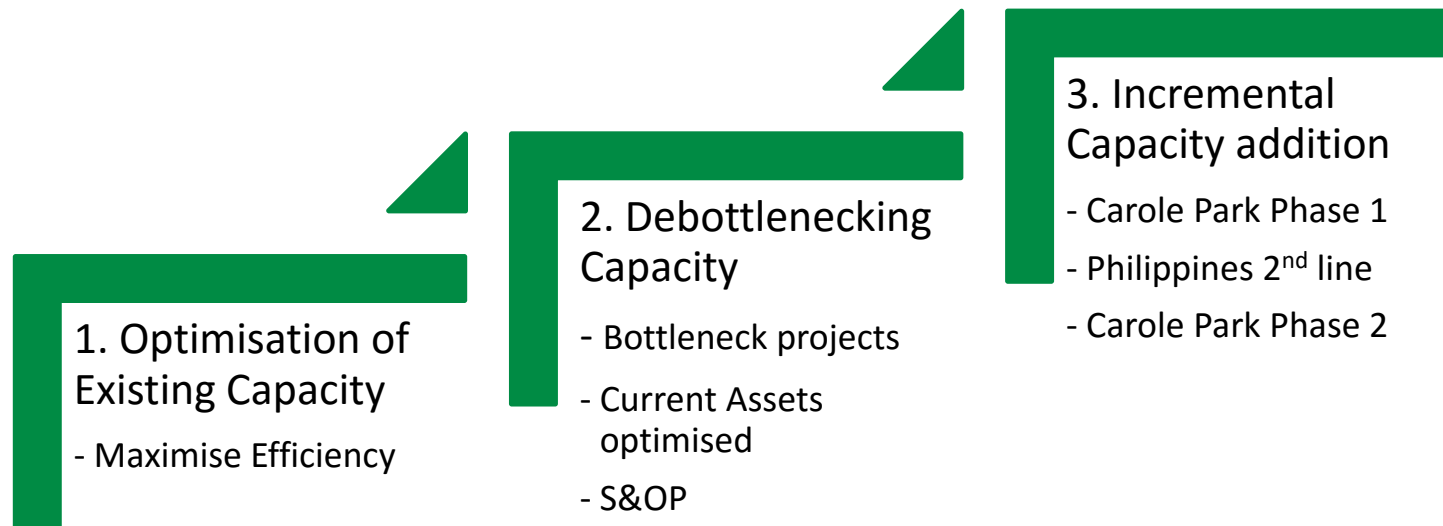 1. Optimisation of
Existing Capacity
- Maximise Efficiency
2. Debottlenecking
Capacity
- Bottleneck projects
- Current Assets
optimised
- S&OP
3. Incremental
Capacity addition
- Carole Park Phase 1
- Philippines 2nd line
- Carole Park Phase 2